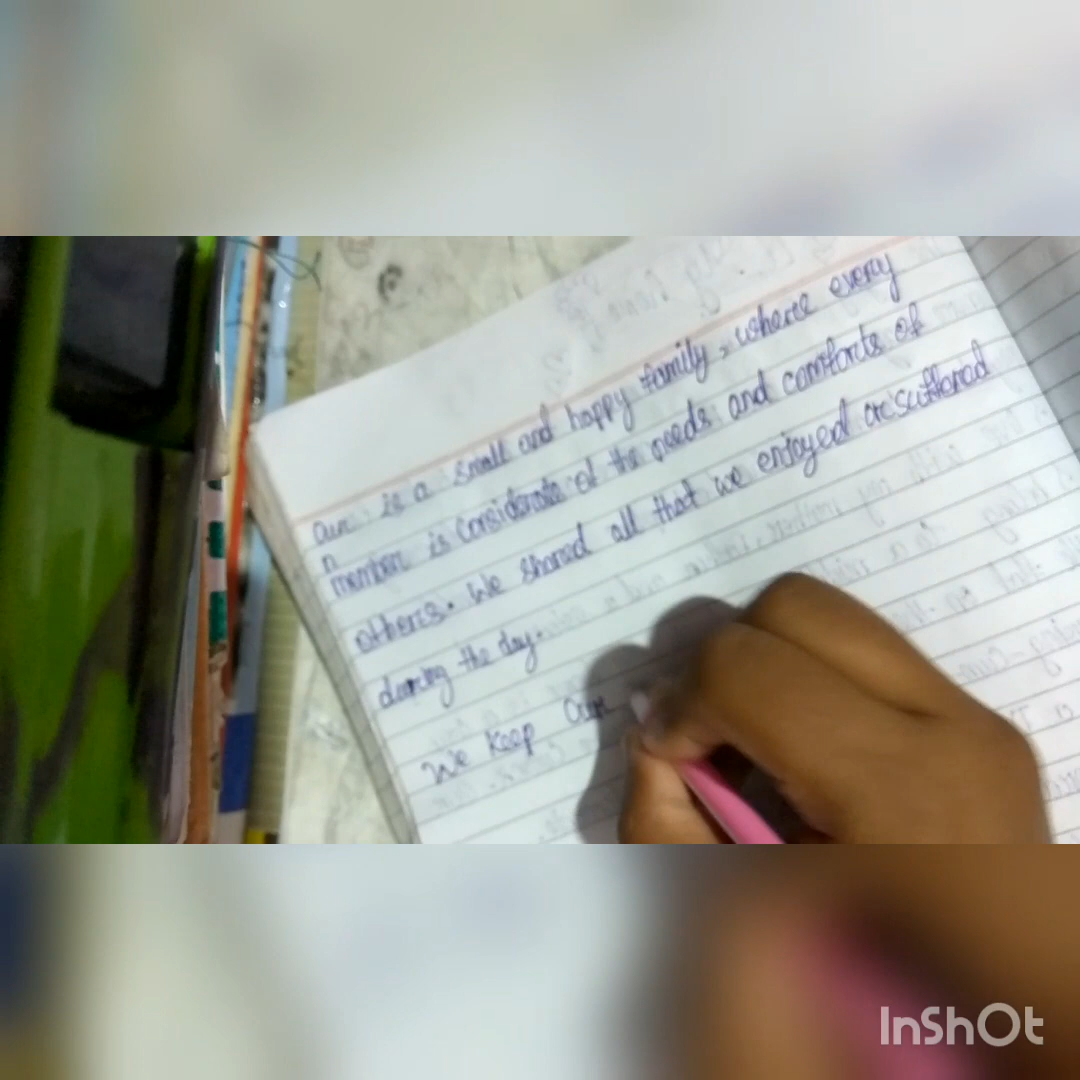 Our is a small and happy family, where every
n
member is Considerate of the needs and comforts of
others. We shared all that we enjoyed or suffered
during the day.
We keep Our
InShOt